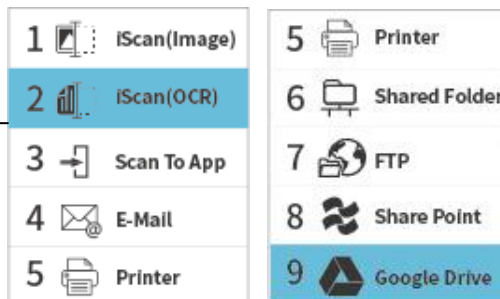 1 iScan(Image)
2 iScan(OCR)
3 Scan To App
4 E-Mail
5 Printer
5 Printer
6 Shared Folder
7 FTP
8 Share Point
9 Google Drive